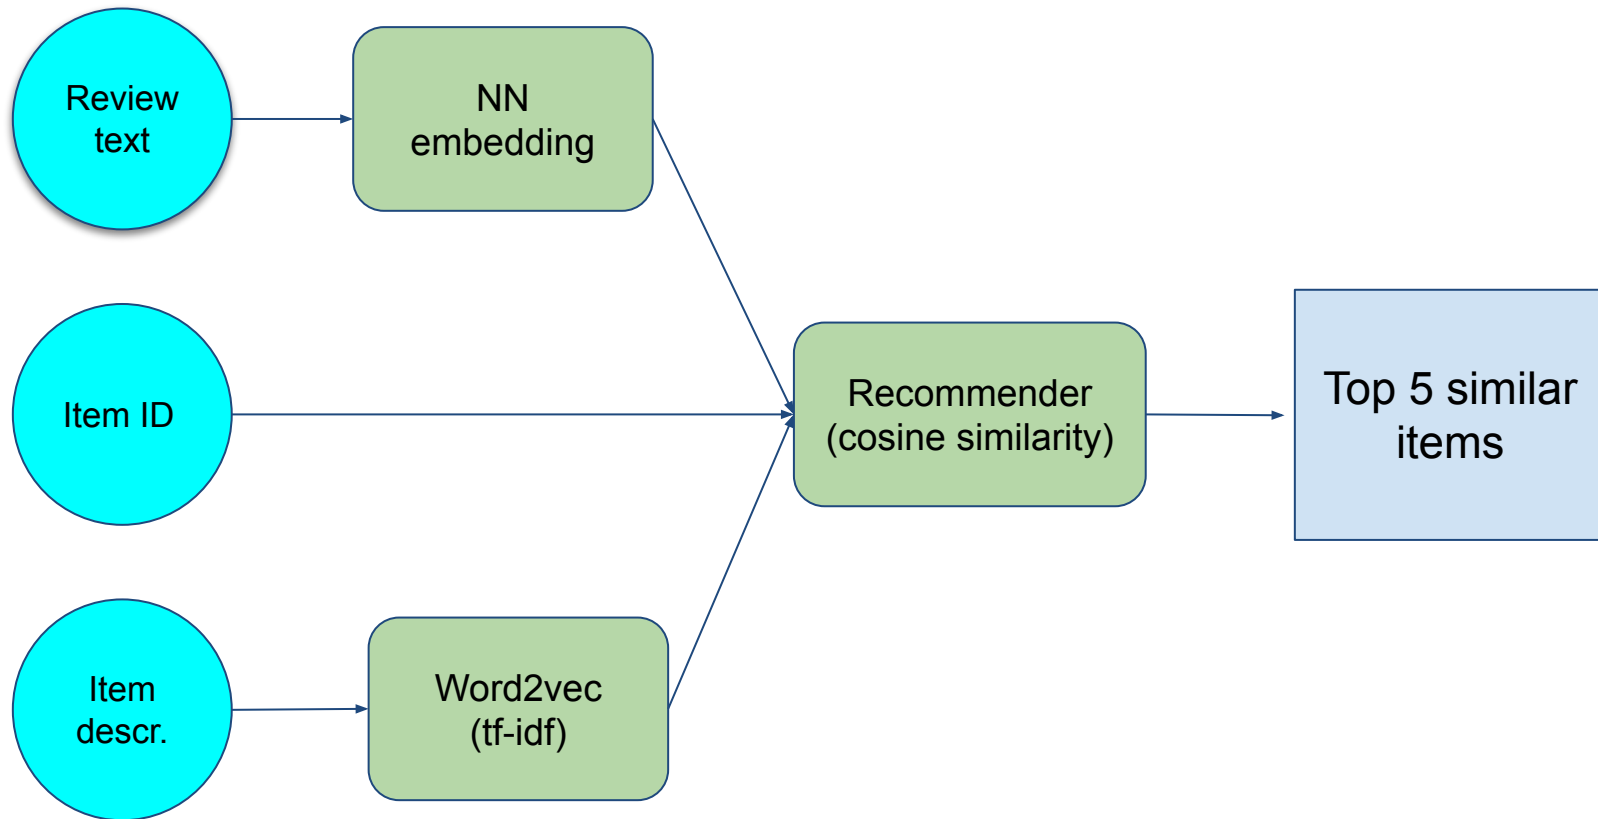 Review
text
NN
embedding
Item ID
Recommender
(cosine similarity)
Top 5 similar
items
Item
descr.
Word2vec
(tf-idf)